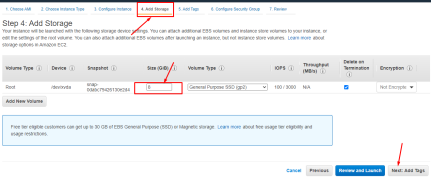 1. Choose AMI 2. Choose Instance Type 3. Configure Instance 4. Add Storage 5. Add Tags 6. Configure Security Group 7. Review
Step 4: Add Storage
Your instance will be launched with the following storage device settings. You can attach additional EBS volumes and instance store volumes to your instance, or
edit the settings of the root volume. You can also attach additional EBS volumes after launching an instance, but not instance store volumes. Learn more about
storage options in Amazon EC2.
Volume Type Device Snapshot Size (GiB) Volume Type IOPS Throughput (MB/s) Delete on Termination Encryption
Root /dev/xvda 8 General Purpose SSD (gp2) 100 / 3000 N/A Not Encrypte
Add New Volume
Free tier eligible customers can get up to 30 GB of EBS General Purpose (SSD) or Magnetic storage. Learn more about free usage tier eligibility and
usage restrictions.
Cancel Previous Review and Launch Next: Add Tags